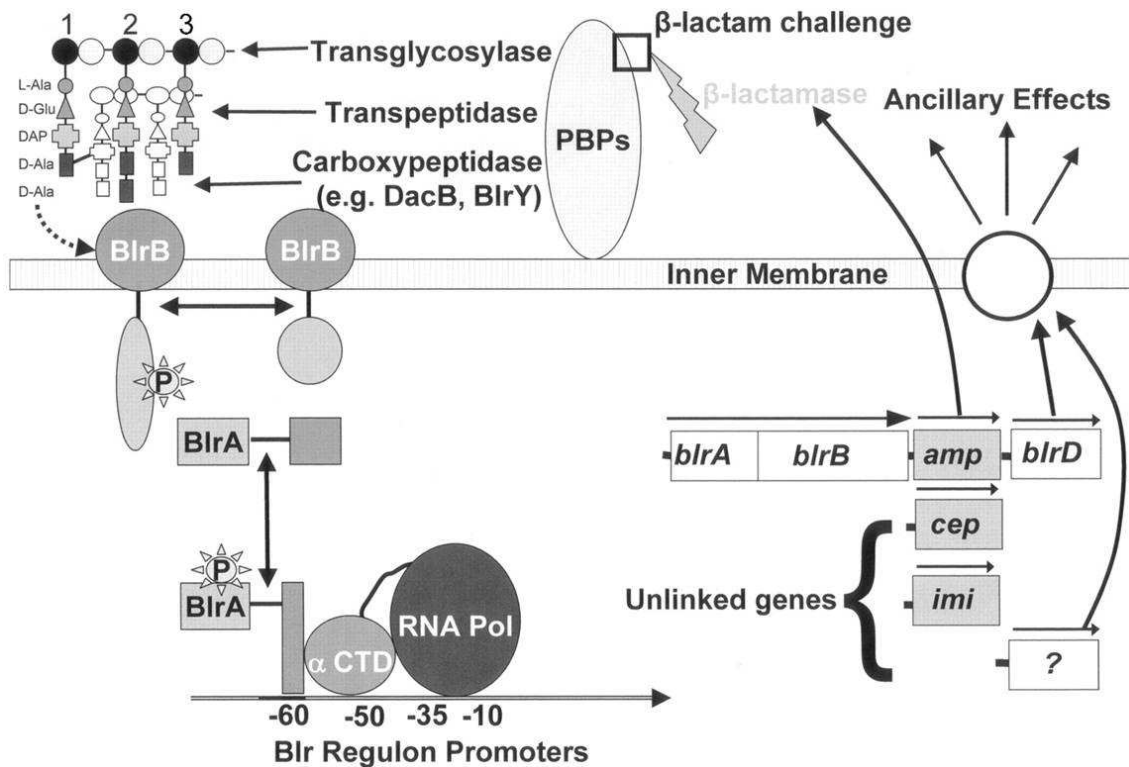 1 2 3
Transglycosylase
L-Ala
D-Glu
DAP
D-Ala
D-Ala
Transpeptidase
Carboxypeptidase
(e.g. DacB, BlrY)
PBPs
β-lactam challenge
β-lactamase
Ancillary Effects
BlrB
BlrB
Inner Membrane
P
BlrA
P
BlrA
α CTD
RNA Pol
-60 -50 -35 -10
Blr Regulon Promoters
blrA blrB amp blrD
cep
imi
Unlinked genes
?